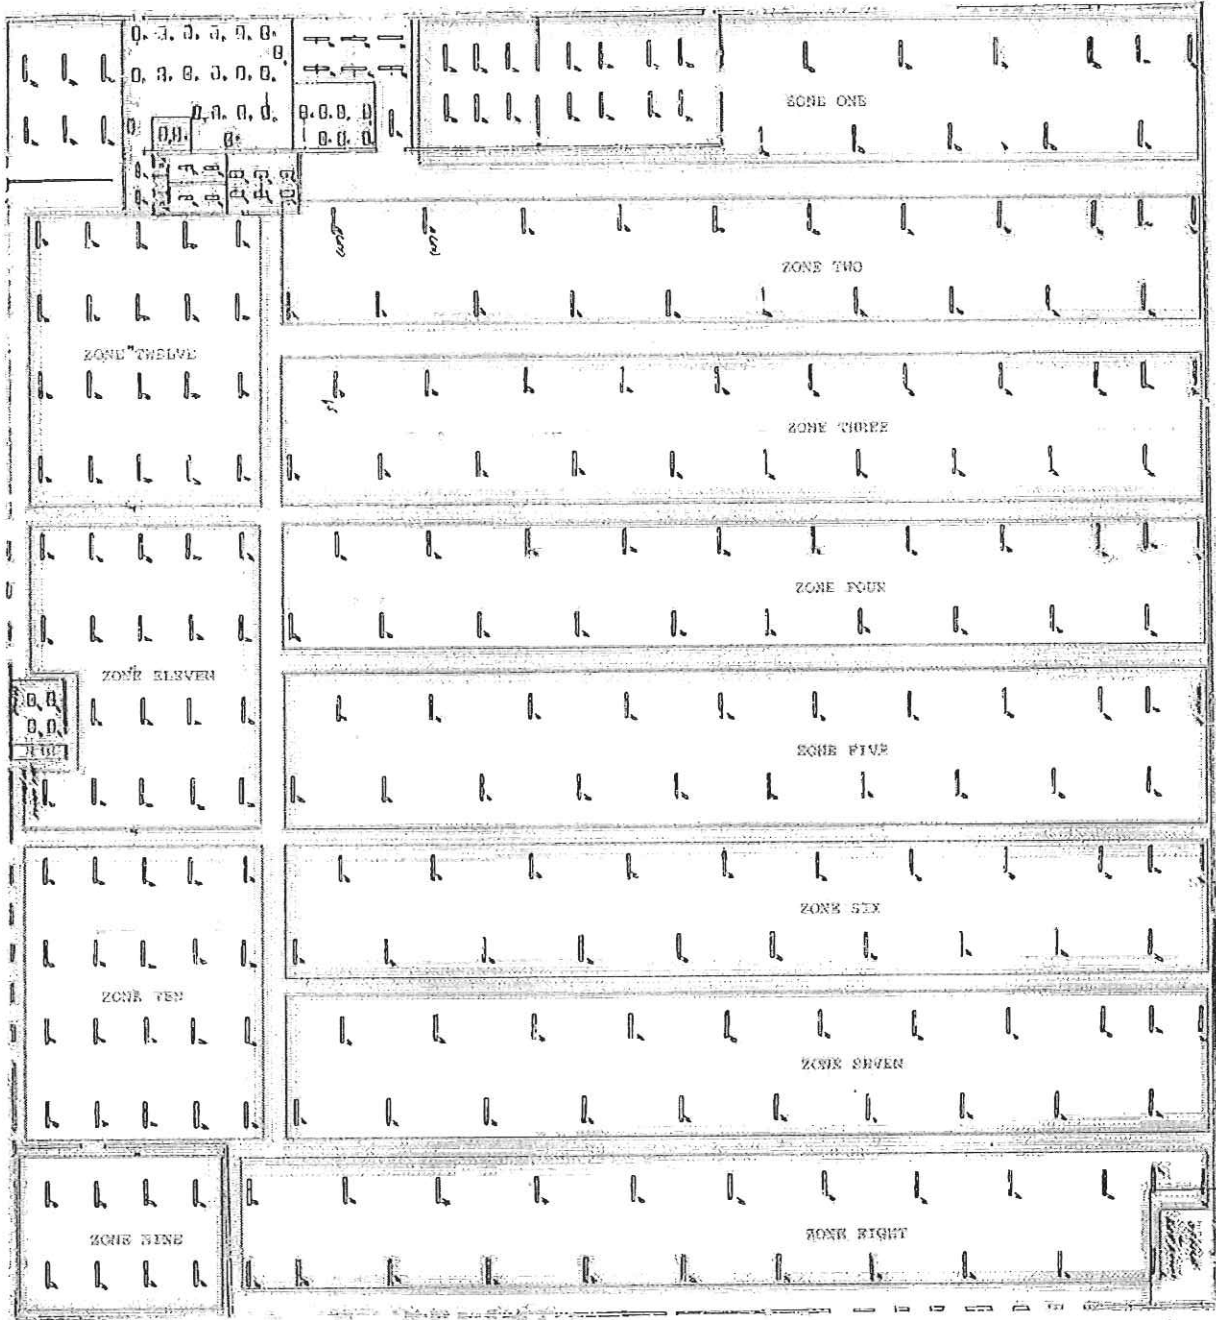 ZONE ONE
ZONE TWO
ZONE TWELVE
ZONE THREE
ZONE FOUR
ZONE ELEVEN
ZONE FIVE
ZONE SIX
ZONE TEN
ZONE SEVEN
ZONE EIGHT
ZONE NINE